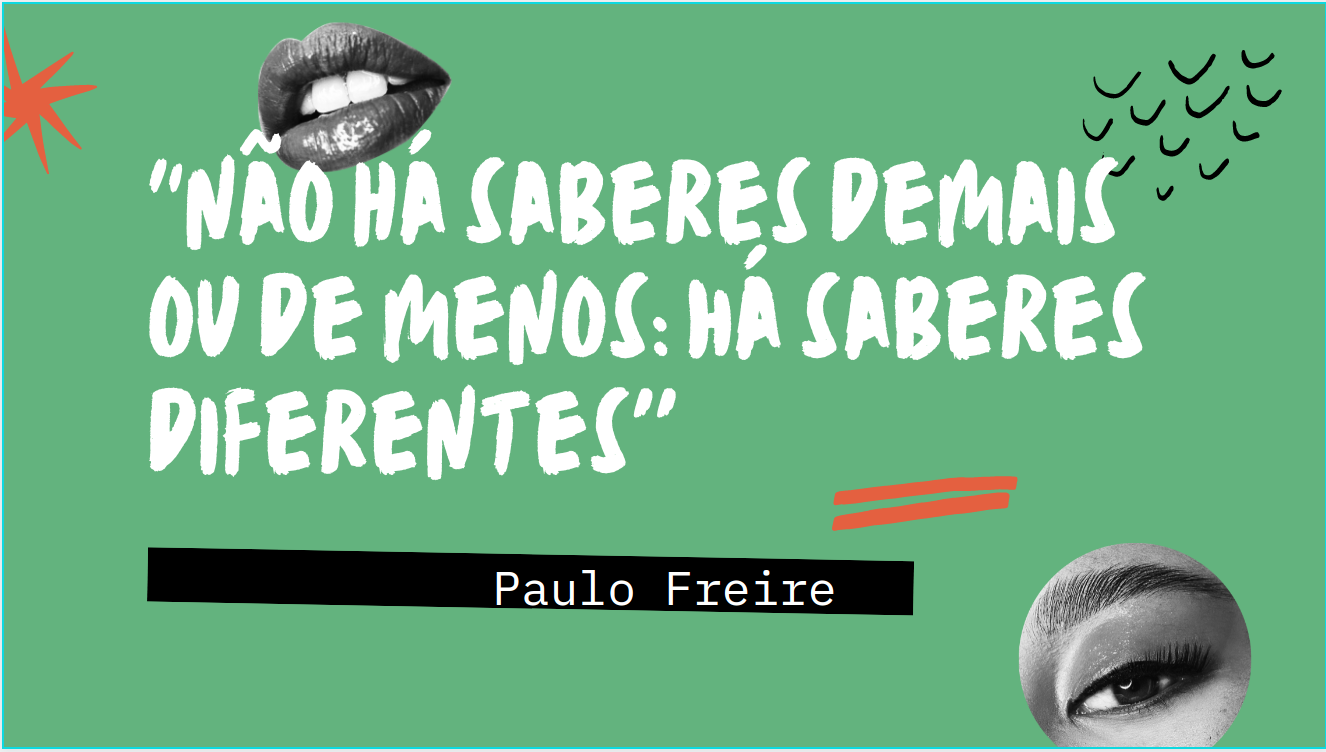 "NÃO HÁ SABERES DEMAIS
OU DE MENOS: HÁ SABERES
DIFERENTES"
Paulo Freire